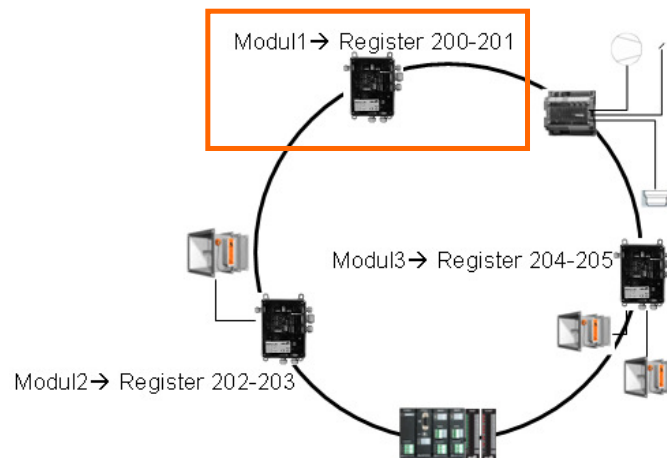 Modul1→ Register 200-201
Modul3→ Register 204-205
Modul2→ Register 202-203